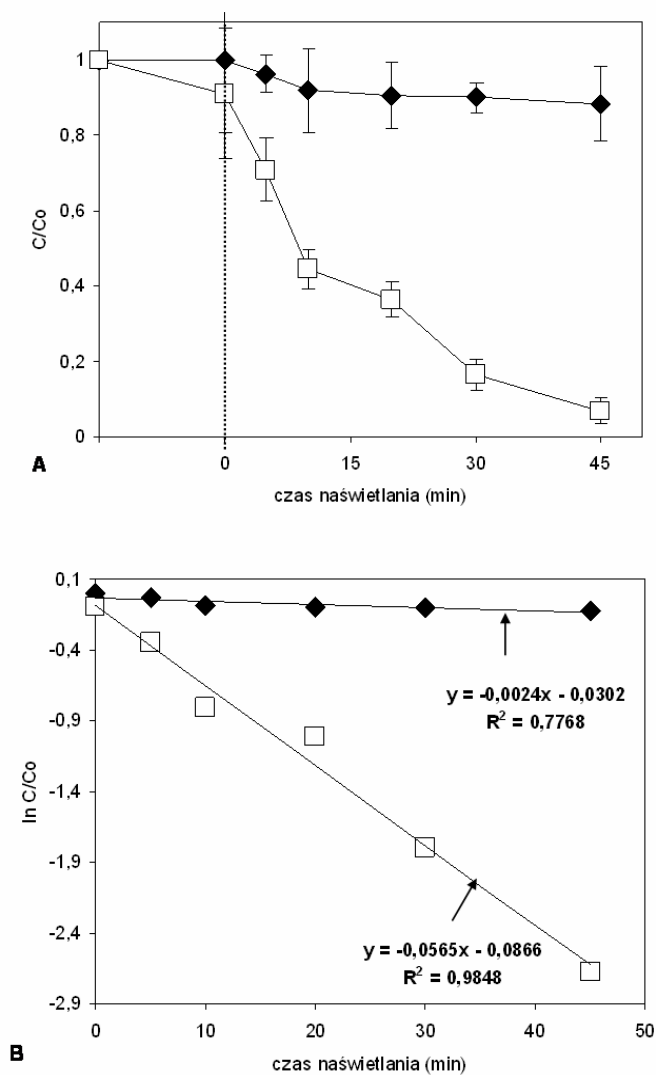 1
0,8
0,6
0,4
0,2
0
C/Co
0 15 30 45
czas naświetlania (min)
A
0,1
-0,4
-0,9
-1,4
-1,9
-2,4
-2,9
ln C/Co
y = -0,0024x - 0,0302
R² = 0,7768
y = -0,0565x - 0,0866
R² = 0,9848
0 10 20 30 40 50
czas naświetlania (min)
B